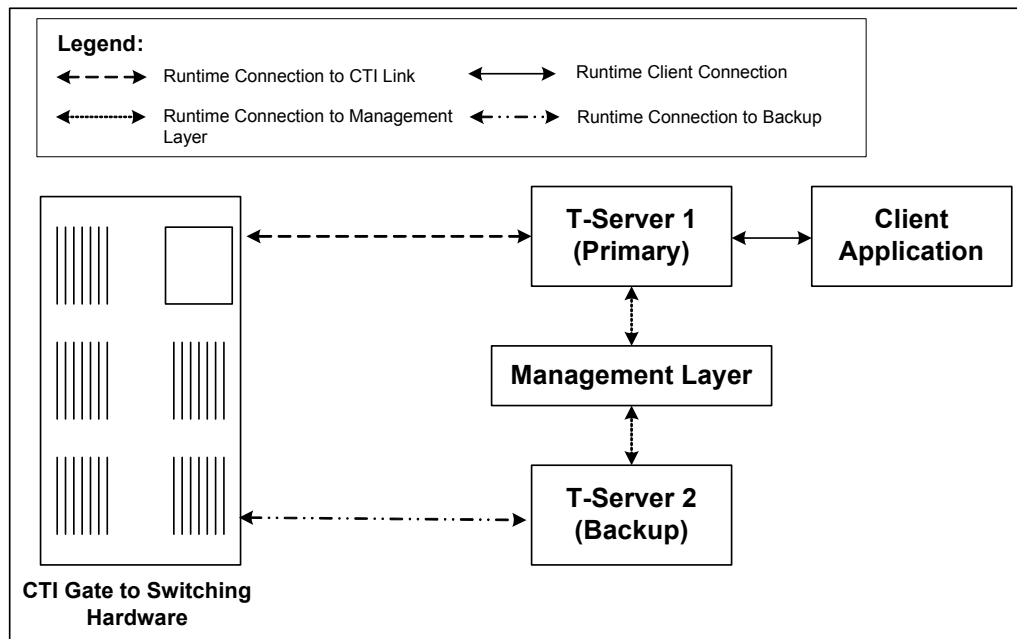 Legend:
Runtime Connection to CTI Link
Runtime Client Connection
Runtime Connection to Management
Layer
Runtime Connection to Backup
T-Server 1
(Primary)
Client
Application
Management Layer
T-Server 2
(Backup)
CTI Gate to Switching
Hardware